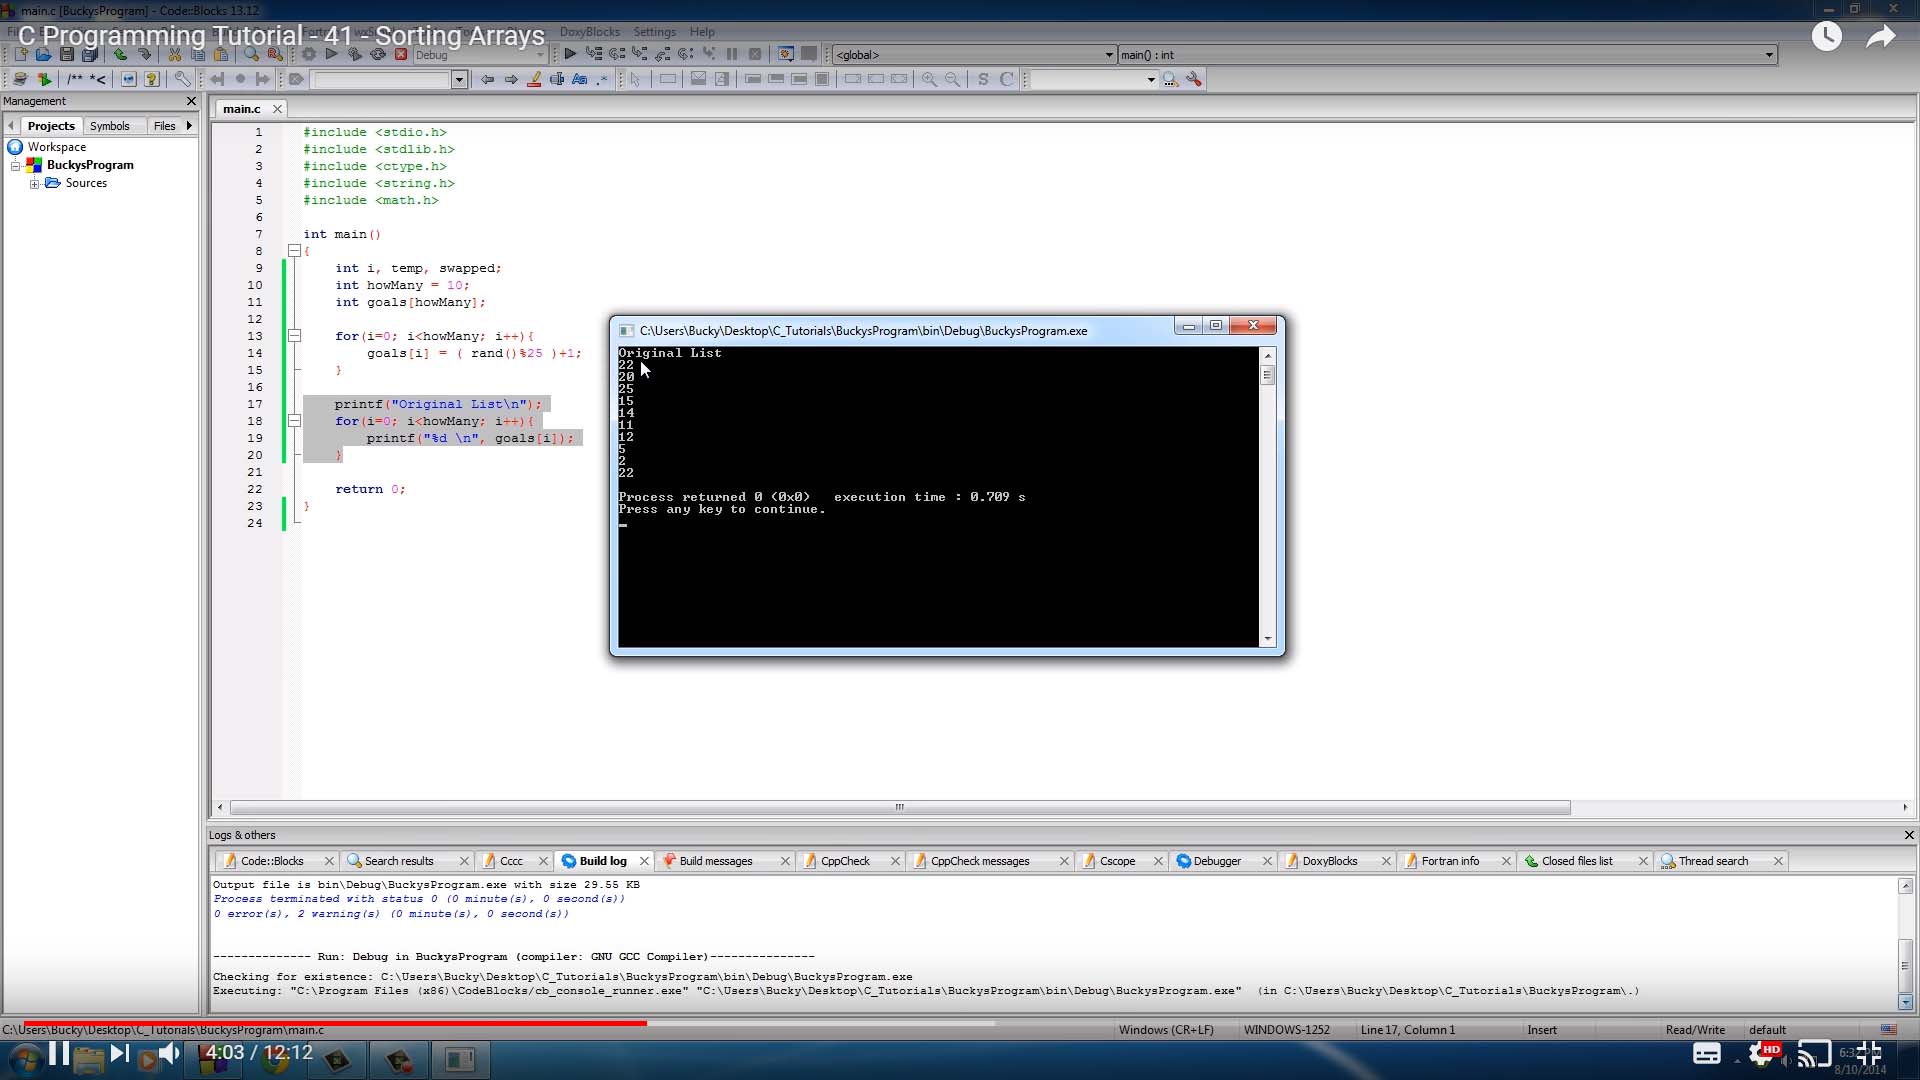 main.c [BuckysProgram] - Code::Blocks 13.12
C Programming Tutorial - 41 - Sorting Arrays
DoxyBlocks Settings Help
Debug
<global>
main() : int
/** *<
Management
main.c
Projects Symbols Files
Workspace
BuckysProgram
Sources
1 #include <stdio.h>
2 #include <stdlib.h>
3 #include <ctype.h>
4 #include <string.h>
5 #include <math.h>
6
7 int main()
8 {
9 int i, temp, swapped;
10 int howMany = 10;
11 int goals[howMany];
12
13 for(i=0; i<howMany; i++){
14 goals[i] = ( rand()%25 )+1;
15 }
16
17 printf("Original List\n");
18 for(i=0; i<howMany; i++){
19 printf("%d \n", goals[i]);
20 }
21
22 return 0;
23 }
24
C:\Users\Bucky\Desktop\C_Tutorials\BuckysProgram\bin\Debug\BuckysProgram.exe
Original List
22
20
25
15
14
11
12
5
2
22
Process returned 0 (0x0) execution time : 0.709 s
Press any key to continue.
Logs & others
Code::Blocks Search results Cccc Build log Build messages CppCheck CppCheck messages Cscope Debugger DoxyBlocks Fortran info Closed files list Thread search
Output file is bin\Debug\BuckysProgram.exe with size 29.55 KB
Process terminated with status 0 (0 minute(s), 0 second(s))
0 error(s), 2 warning(s) (0 minute(s), 0 second(s))
-------------- Run: Debug in BuckysProgram (compiler: GNU GCC Compiler)---------------
Checking for existence: C:\Users\Bucky\Desktop\C_Tutorials\BuckysProgram\bin\Debug\BuckysProgram.exe
Executing: "C:\Program Files (x86)\CodeBlocks/cb_console_runner.exe" "C:\Users\Bucky\Desktop\C_Tutorials\BuckysProgram\bin\Debug\BuckysProgram.exe" (in C:\Users\Bucky\Desktop\C_Tutorials\BuckysProgram\.)
C:\Users\Bucky\Desktop\C_Tutorials\BuckysProgram\main.c
Windows (CR+LF) WINDOWS-1252 Line 17, Column 1 Insert Read/Write default
4:03 / 12:12
HD
8/10/2014